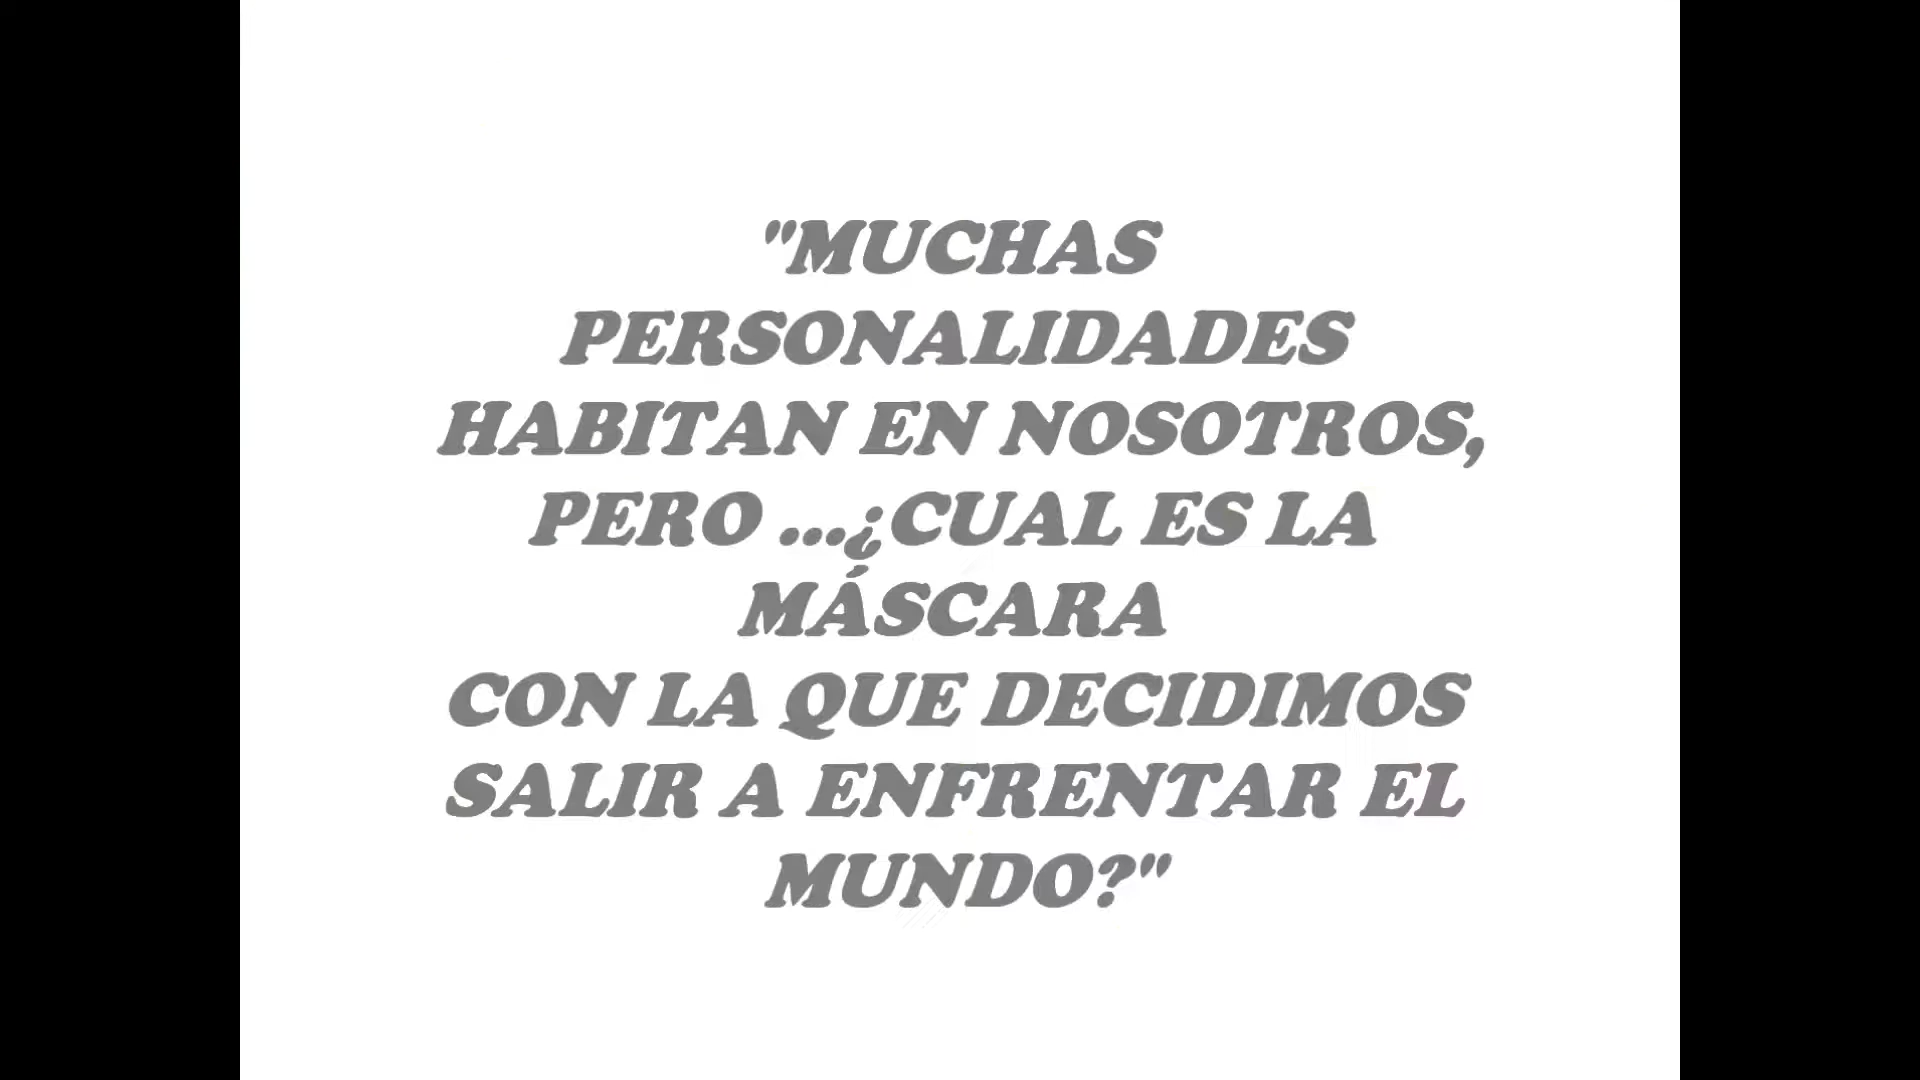 "MUCHAS
PERSONALIDADES
HABITAN EN NOSOTROS,
PERO ...¿CUAL ES LA
MÁSCARA
CON LA QUE DECIDIMOS
SALIR A ENFRENTAR EL
MUNDO?"